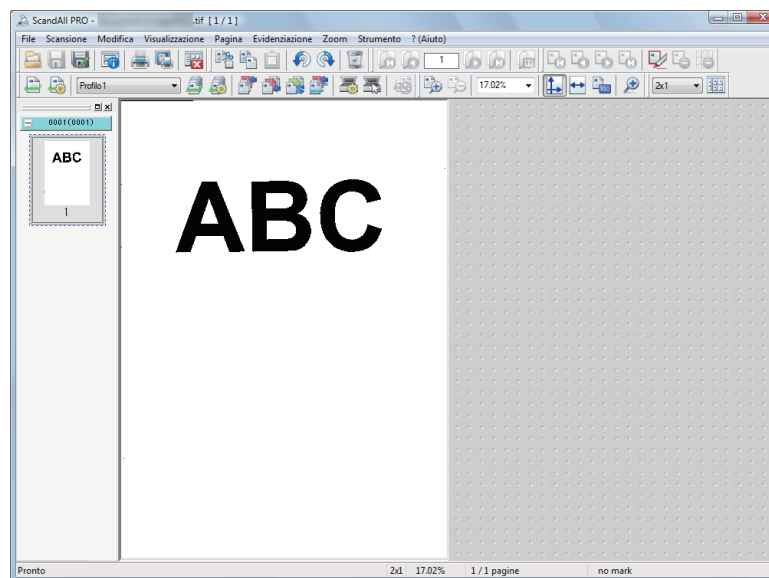 ScandAll PRO - .tif [ 1 / 1 ]
File Scansione Modifica Visualizzazione Pagina Evidenziazione Zoom Strumento ? (Aiuto)
1
Profilo1 17.02% 2x1
0001(0001)
ABC
1
ABC
Pronto 2x1 17.02% 1 / 1 pagine no mark